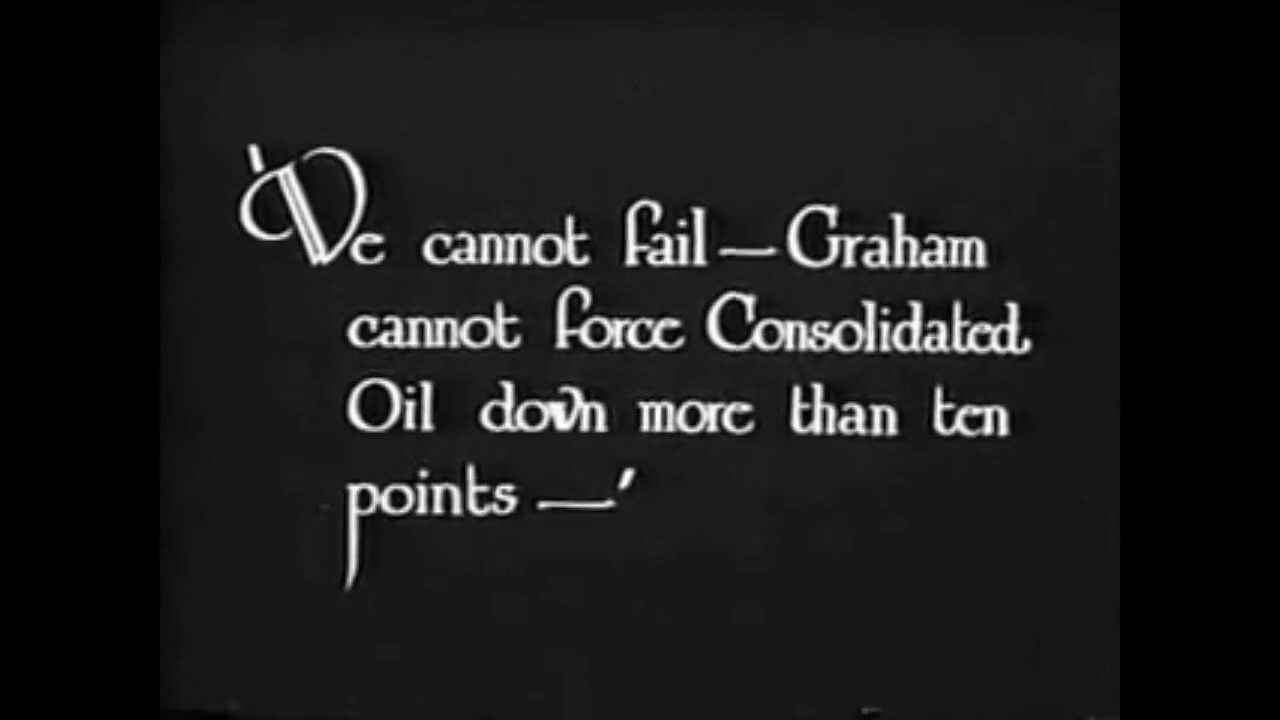 'We cannot fail — Graham
cannot force Consolidated
Oil down more than ten
points —'